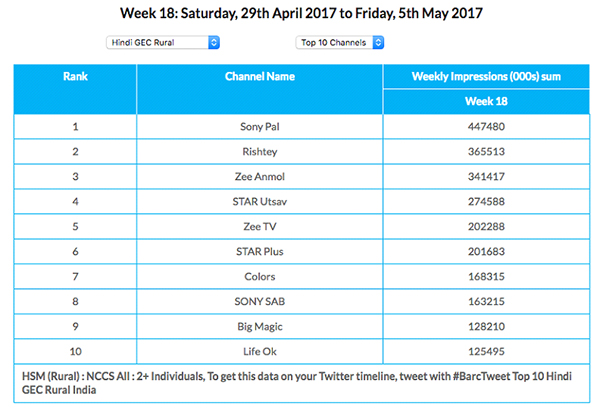 Week 18: Saturday, 29th April 2017 to Friday, 5th May 2017
Hindi GEC Rural Top 10 Channels
Rank Channel Name Weekly Impressions (000s) sum
Week 18
1 Sony Pal 447480
2 Rishtey 365513
3 Zee Anmol 341417
4 STAR Utsav 274588
5 Zee TV 202288
6 STAR Plus 201683
7 Colors 168315
8 SONY SAB 163215
9 Big Magic 128210
10 Life Ok 125495
HSM (Rural) : NCCS All : 2+ Individuals, To get this data on your Twitter timeline, tweet with #BarcTweet Top 10 Hindi
GEC Rural India